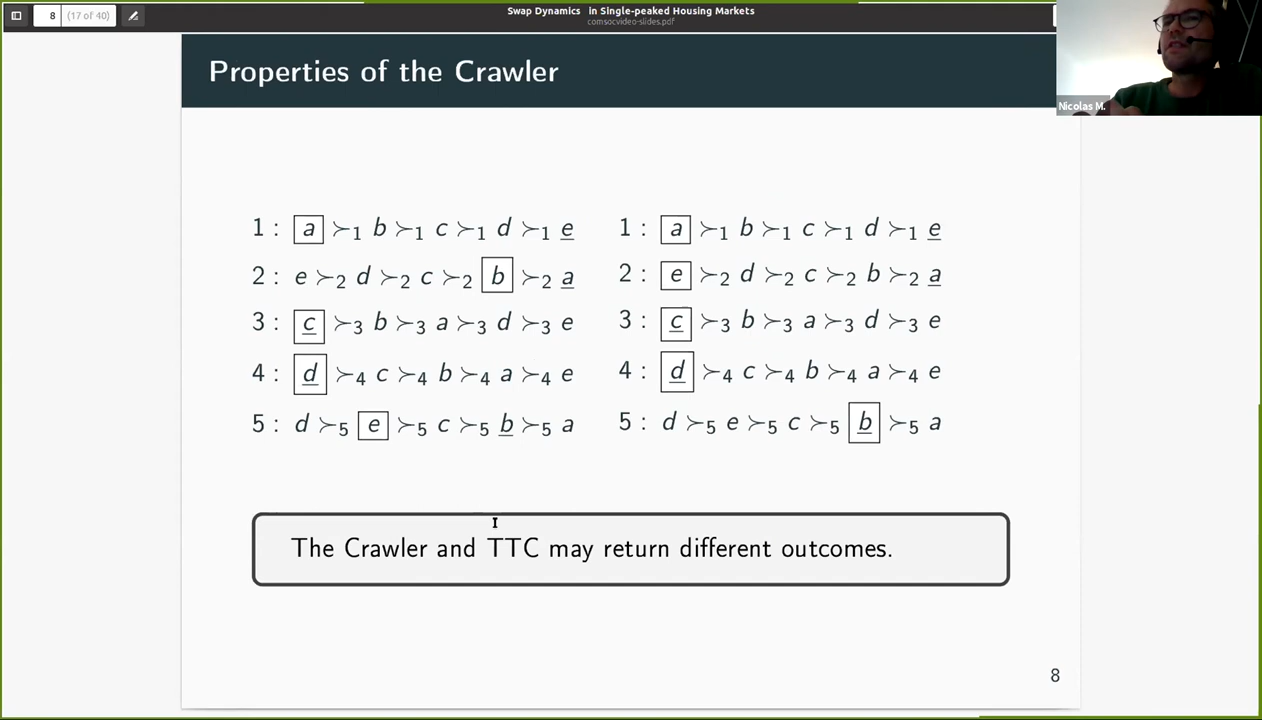 8 (17 of 40)
Swap Dynamics in Single-peaked Housing Markets
comsocvideo-slides.pdf
Nicolas M.
Properties of the Crawler
1 : a ≻₁ b ≻₁ c ≻₁ d ≻₁ e
2 : e ≻₂ d ≻₂ c ≻₂ b ≻₂ a
3 : c ≻₃ b ≻₃ a ≻₃ d ≻₃ e
4 : d ≻₄ c ≻₄ b ≻₄ a ≻₄ e
5 : d ≻₅ e ≻₅ c ≻₅ b ≻₅ a
1 : a ≻₁ b ≻₁ c ≻₁ d ≻₁ e
2 : e ≻₂ d ≻₂ c ≻₂ b ≻₂ a
3 : c ≻₃ b ≻₃ a ≻₃ d ≻₃ e
4 : d ≻₄ c ≻₄ b ≻₄ a ≻₄ e
5 : d ≻₅ e ≻₅ c ≻₅ b ≻₅ a
The Crawler and TTC may return different outcomes.
8